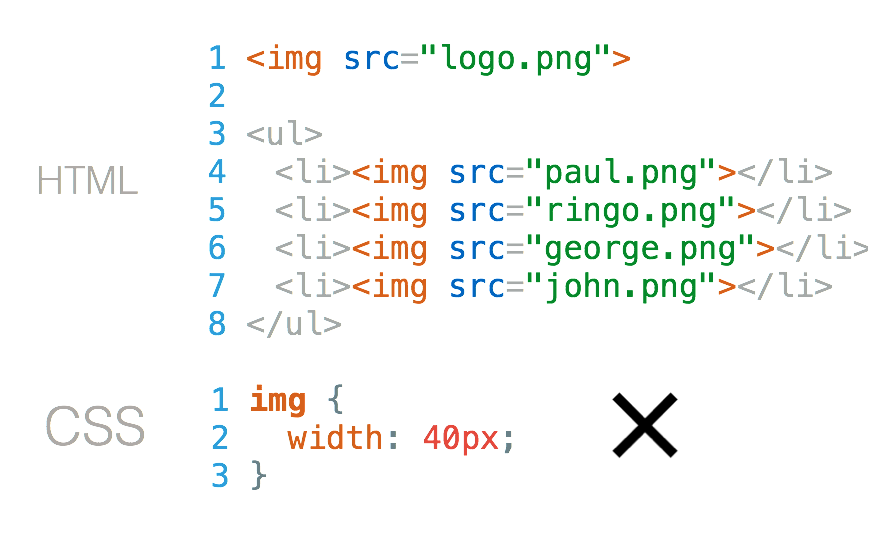 HTML
1 <img src="logo.png">
2
3 <ul>
4   <li><img src="paul.png"></li>
5   <li><img src="ringo.png"></li>
6   <li><img src="george.png"></li>
7   <li><img src="john.png"></li>
8 </ul>
CSS
1 img {
2   width: 40px;
3 }